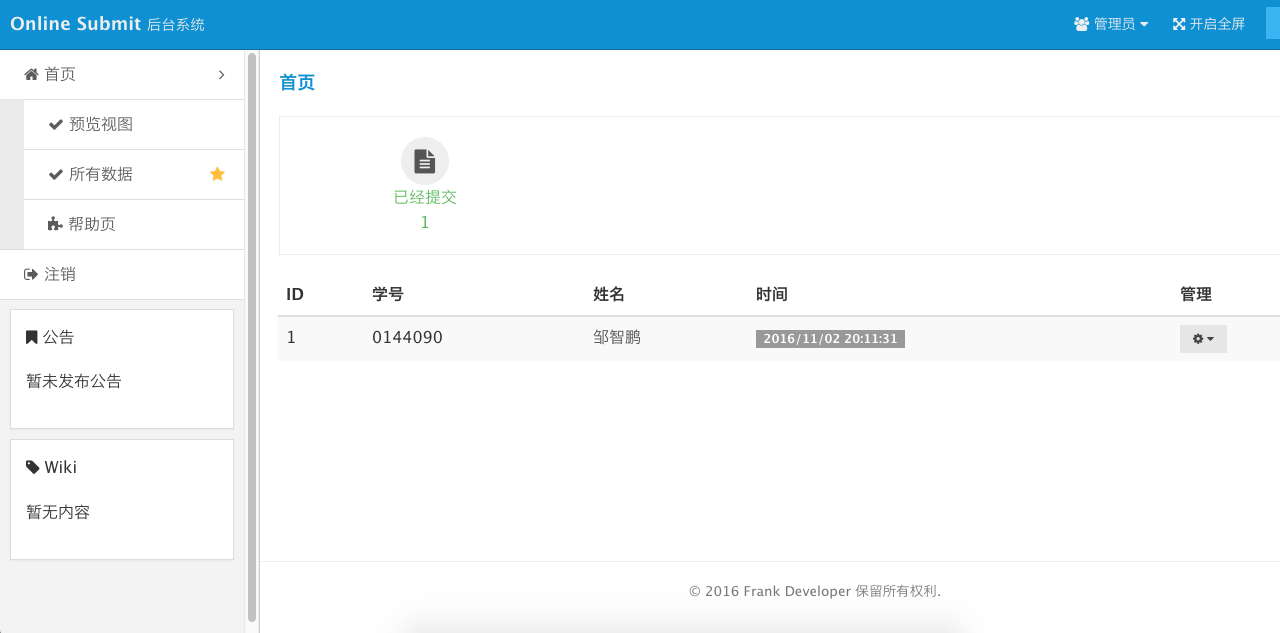 Online Submit 后台系统
管理员
开启全屏
首页
预览视图
所有数据
帮助页
注销
公告
暂未发布公告
Wiki
暂无内容
首页
已经提交
1
ID 学号 姓名 时间 管理
1 0144090 邹智鹏 2016/11/02 20:11:31
© 2016 Frank Developer 保留所有权利.